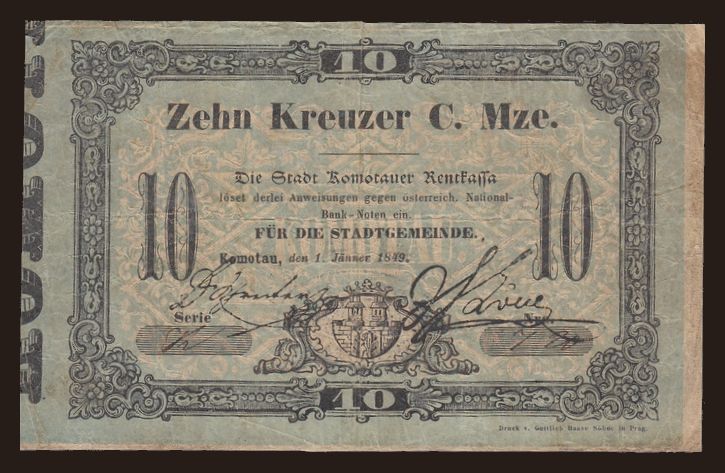 10
Zehn Kreuzer C. Mze.
Die Stadt Komotauer Rentkassa
10
10
löset derlei Anweisungen gegen österreich. National-
Bank-Noten ein.
FÜR DIE STADTGEMEINDE.
Komotau, den 1. Jänner 1849.
Serie
Nro.
10
Druck v. Gottlieb Haase Söhne in Prag.